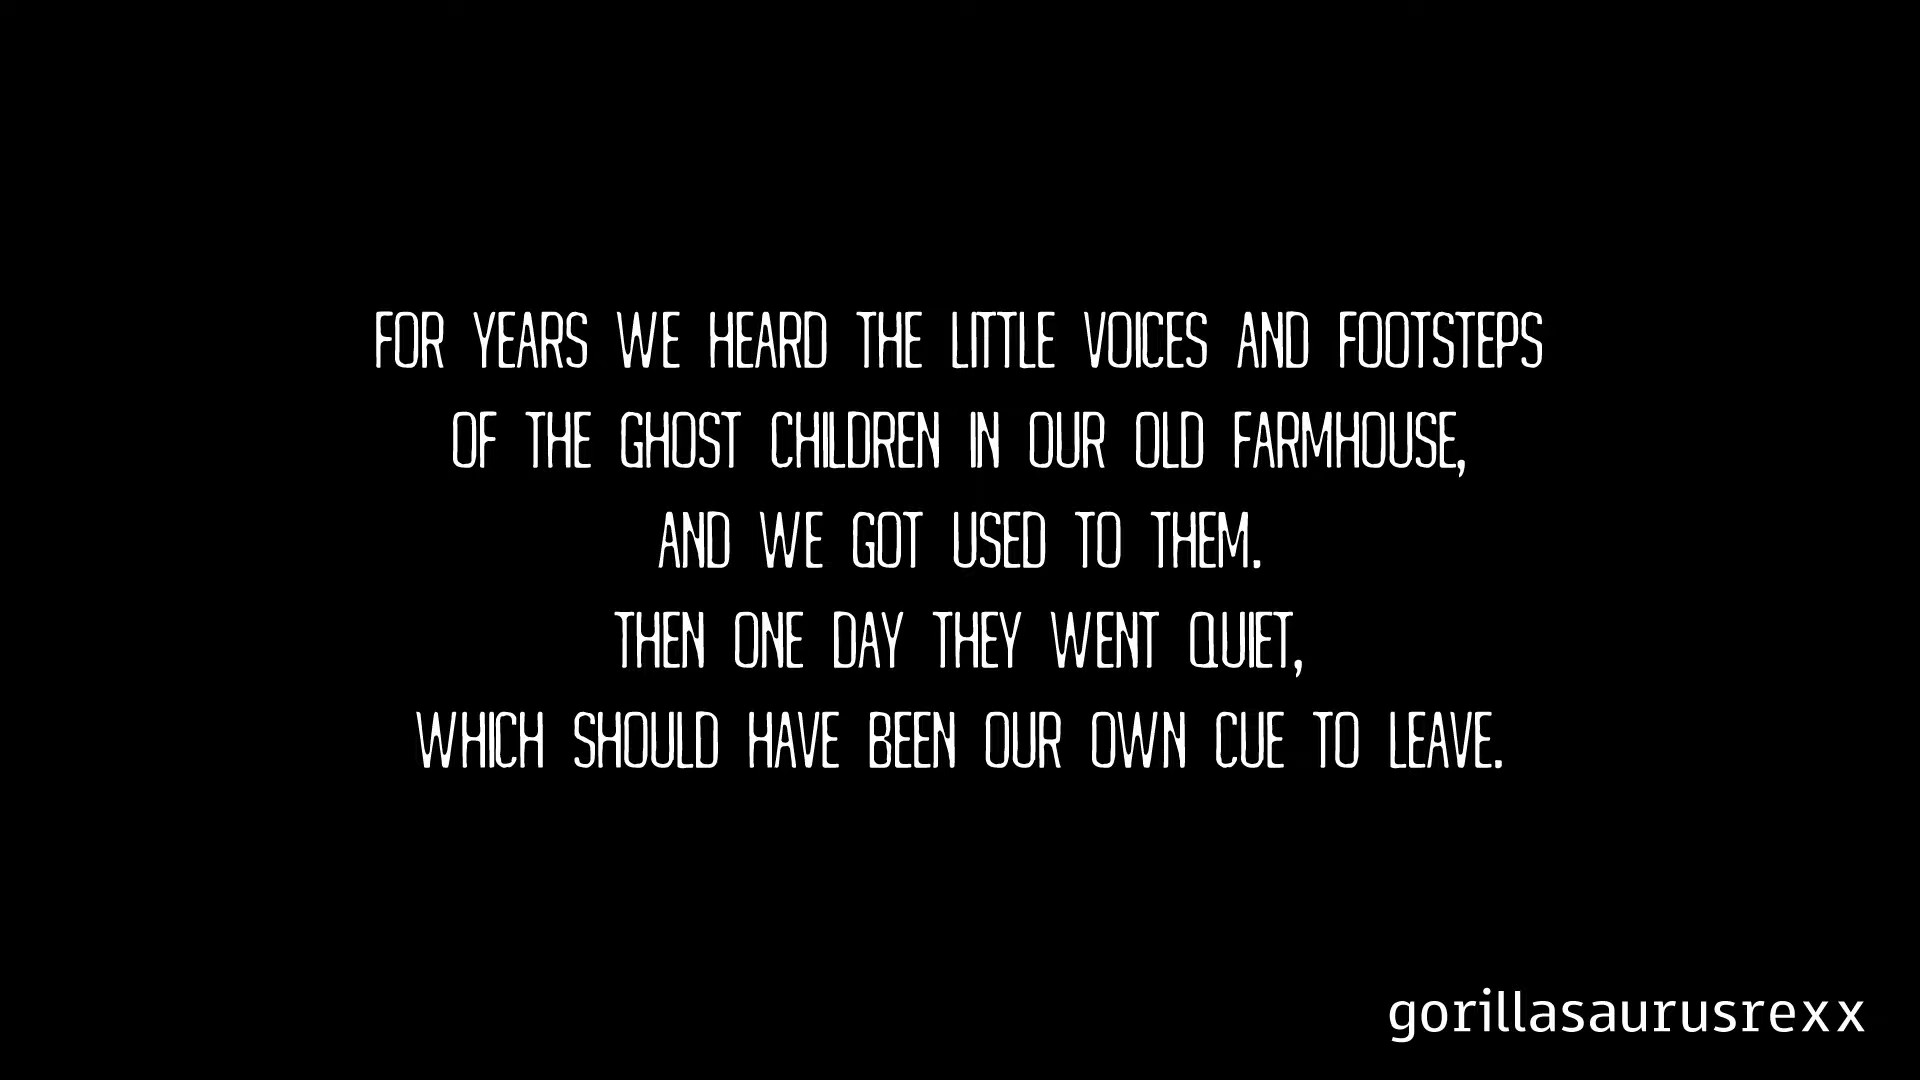 FOR YEARS WE HEARD THE LITTLE VOICES AND FOOTSTEPS
OF THE GHOST CHILDREN IN OUR OLD FARMHOUSE,
AND WE GOT USED TO THEM.
THEN ONE DAY THEY WENT QUIET,
WHICH SHOULD HAVE BEEN OUR OWN CUE TO LEAVE.
gorillasaurusrexx